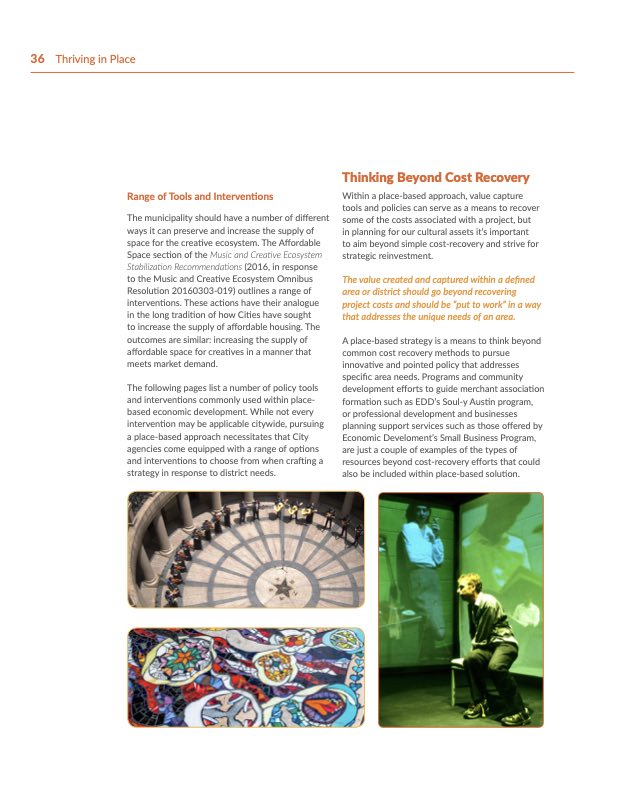 36 Thriving in Place
Range of Tools and Interventions
The municipality should have a number of different
ways it can preserve and increase the supply of
space for the creative ecosystem. The Affordable
Space section of the Music and Creative Ecosystem
Stabilization Recommendations (2016, in response
to the Music and Creative Ecosystem Omnibus
Resolution 20160303-019) outlines a range of
interventions. These actions have their analogue
in the long tradition of how Cities have sought
to increase the supply of affordable housing. The
outcomes are similar: increasing the supply of
affordable space for creatives in a manner that
meets market demand.
The following pages list a number of policy tools
and interventions commonly used within place-
based economic development. While not every
intervention may be applicable citywide, pursuing
a place-based approach necessitates that City
agencies come equipped with a range of options
and interventions to choose from when crafting a
strategy in response to district needs.
Thinking Beyond Cost Recovery
Within a place-based approach, value capture
tools and policies can serve as a means to recover
some of the costs associated with a project, but
in planning for our cultural assets it's important
to aim beyond simple cost-recovery and strive for
strategic reinvestment.
The value created and captured within a defined
area or district should go beyond recovering
project costs and should be "put to work" in a way
that addresses the unique needs of an area.
A place-based strategy is a means to think beyond
common cost recovery methods to pursue
innovative and pointed policy that addresses
specific area needs. Programs and community
development efforts to guide merchant association
formation such as EDD's Soul-y Austin program,
or professional development and businesses
planning support services such as those offered by
Economic Develoment's Small Business Program,
are just a couple of examples of the types of
resources beyond cost-recovery efforts that could
also be included within place-based solution.